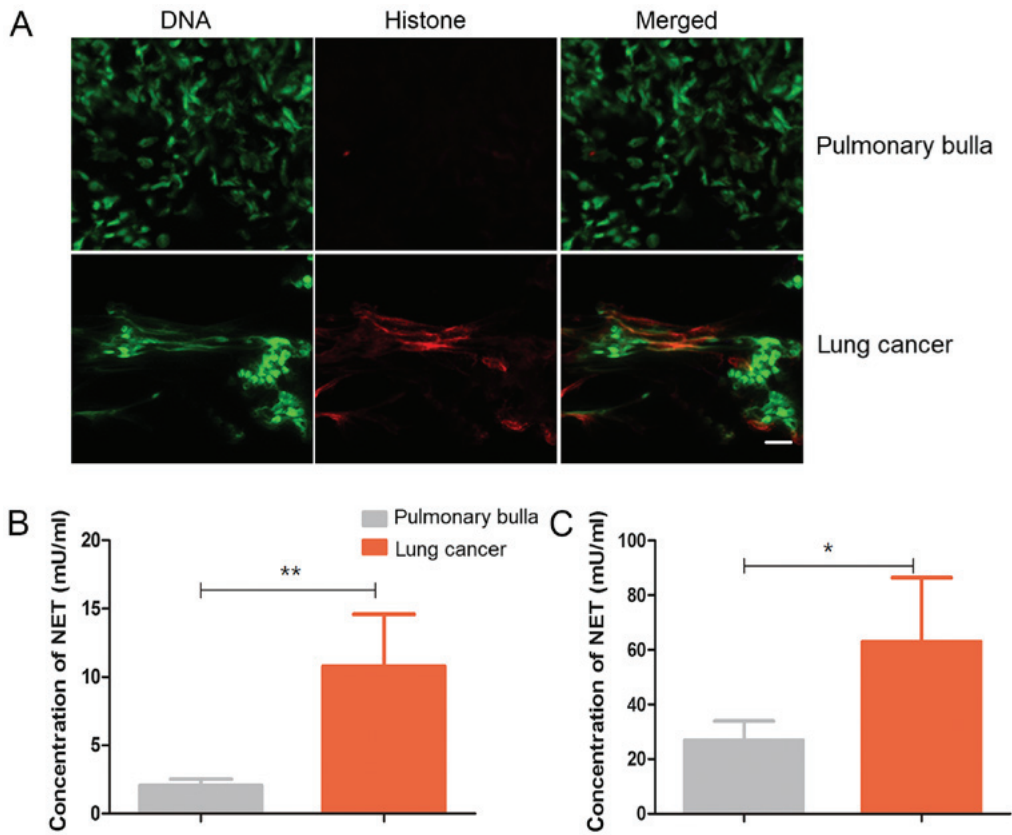 A
DNA
Histone
Merged
Pulmonary bulla
Lung cancer
B
Concentration of NET (mU/ml)
20
15
10
5
0
**
Pulmonary bulla
Lung cancer
C
Concentration of NET (mU/ml)
100
80
60
40
20
0
*